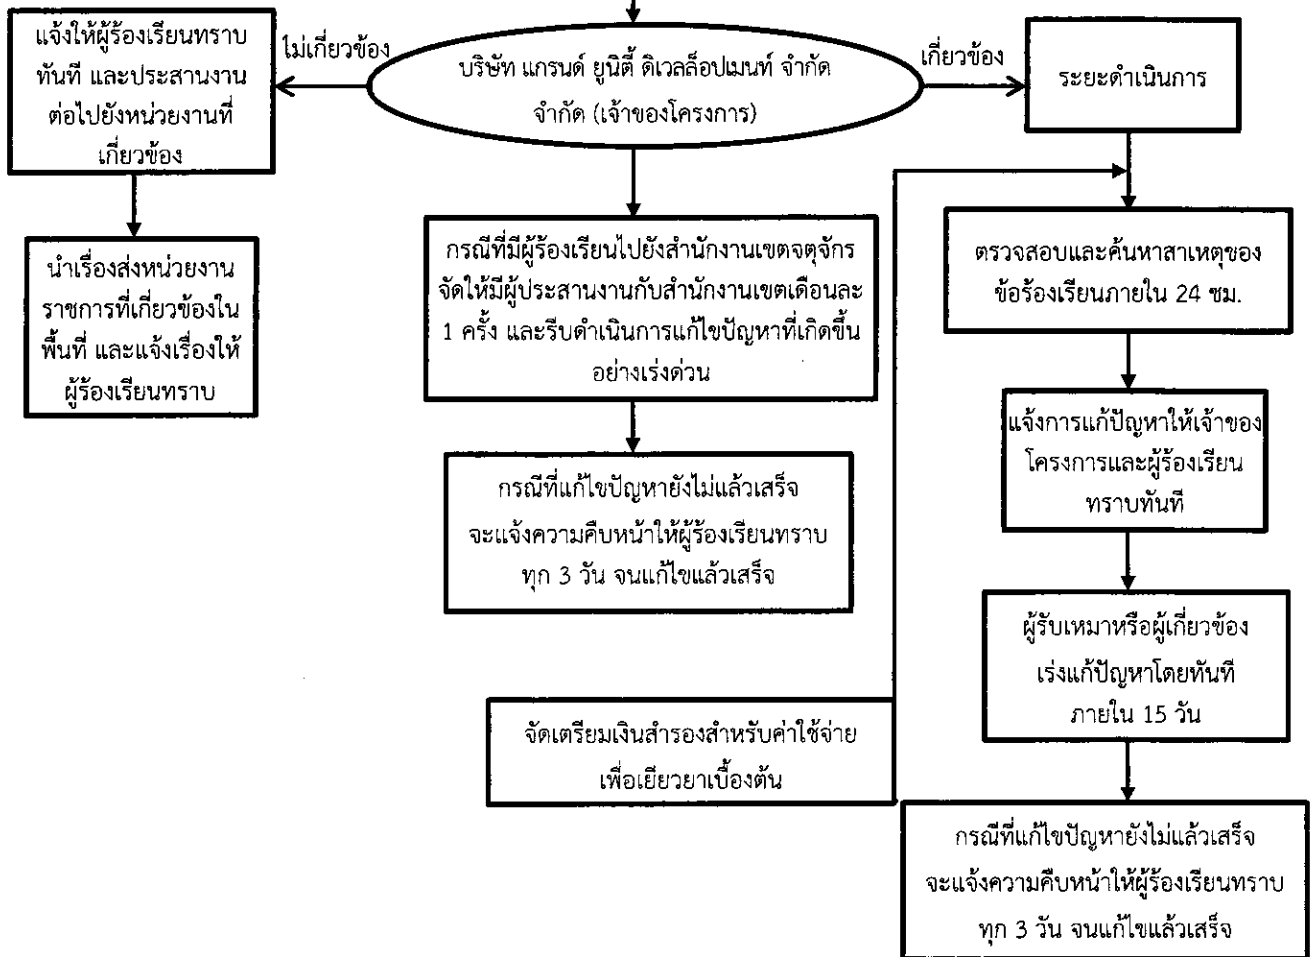 แจ้งให้ผู้ร้องเรียนทราบ
ทันที และประสานงาน
ต่อไปยังหน่วยงานที่
เกี่ยวข้อง
ไม่เกี่ยวข้อง
บริษัท แกรนด์ ยูนิตี้ ดิเวลล็อปเมนท์ จำกัด
จำกัด (เจ้าของโครงการ)
เกี่ยวข้อง
ระยะดำเนินการ
นำเรื่องส่งหน่วยงาน
ราชการที่เกี่ยวข้องใน
พื้นที่ และแจ้งเรื่องให้
ผู้ร้องเรียนทราบ
กรณีที่มีผู้ร้องเรียนไปยังสำนักงานเขตจตุจักร
จัดให้มีผู้ประสานงานกับสำนักงานเขตเดือนละ
1 ครั้ง และรีบดำเนินการแก้ไขปัญหาที่เกิดขึ้น
อย่างเร่งด่วน
กรณีที่แก้ไขปัญหายังไม่แล้วเสร็จ
จะแจ้งความคืบหน้าให้ผู้ร้องเรียนทราบ
ทุก 3 วัน จนแก้ไขแล้วเสร็จ
จัดเตรียมเงินสำรองสำหรับค่าใช้จ่าย
เพื่อเยียวยาเบื้องต้น
ตรวจสอบและค้นหาสาเหตุของ
ข้อร้องเรียนภายใน 24 ชม.
แจ้งการแก้ปัญหาให้เจ้าของ
โครงการและผู้ร้องเรียน
ทราบทันที
ผู้รับเหมาหรือผู้เกี่ยวข้อง
เร่งแก้ปัญหาโดยทันที
ภายใน 15 วัน
กรณีที่แก้ไขปัญหายังไม่แล้วเสร็จ
จะแจ้งความคืบหน้าให้ผู้ร้องเรียนทราบ
ทุก 3 วัน จนแก้ไขแล้วเสร็จ